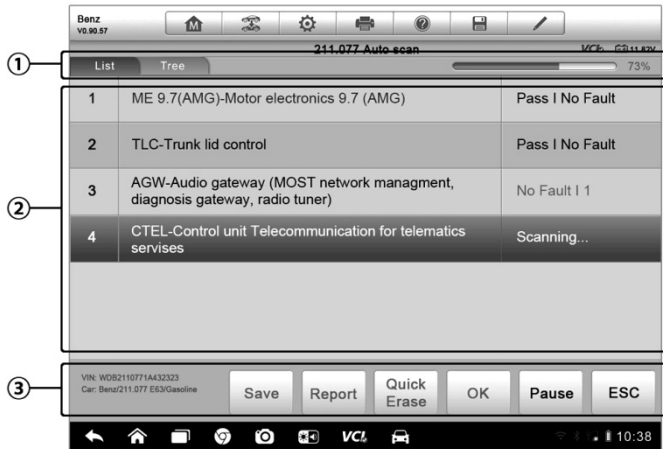 Benz
V0.90.57
211.077 Auto scan
VCI 11.82V
①
List Tree 73%
②
1 ME 9.7(AMG)-Motor electronics 9.7 (AMG) Pass I No Fault
2 TLC-Trunk lid control Pass I No Fault
3 AGW-Audio gateway (MOST network managment,
diagnosis gateway, radio tuner) No Fault I 1
4 CTEL-Control unit Telecommunication for telematics
servises Scanning...
③
VIN: WDB2110771A432323
Car: Benz/211.077 E63/Gasoline
Save Report Quick
Erase OK Pause ESC
VCI 10:38